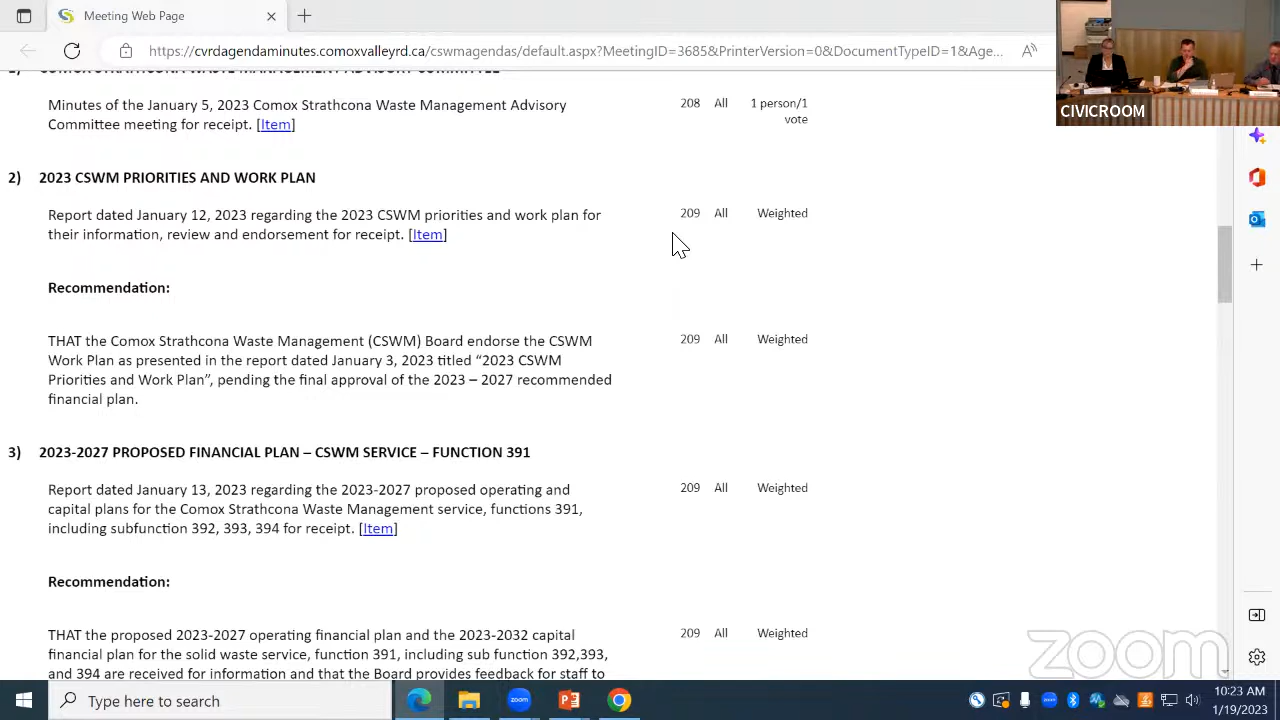 Meeting Web Page
https://cvrdagendaminutes.comoxvalleyrd.ca/cswmagendas/default.aspx?MeetingID=3685&PrinterVersion=0&DocumentTypeID=1&Age...
CIVICROOM
1) COMOX STRATHCONA WASTE MANAGEMENT ADVISORY COMMITTEE
Minutes of the January 5, 2023 Comox Strathcona Waste Management Advisory 208 All 1 person/1
Committee meeting for receipt. [Item] vote
2) 2023 CSWM PRIORITIES AND WORK PLAN
Report dated January 12, 2023 regarding the 2023 CSWM priorities and work plan for 209 All Weighted
their information, review and endorsement for receipt. [Item]
Recommendation:
THAT the Comox Strathcona Waste Management (CSWM) Board endorse the CSWM 209 All Weighted
Work Plan as presented in the report dated January 3, 2023 titled “2023 CSWM
Priorities and Work Plan”, pending the final approval of the 2023 – 2027 recommended
financial plan.
3) 2023-2027 PROPOSED FINANCIAL PLAN – CSWM SERVICE – FUNCTION 391
Report dated January 13, 2023 regarding the 2023-2027 proposed operating and 209 All Weighted
capital plans for the Comox Strathcona Waste Management service, functions 391,
including subfunction 392, 393, 394 for receipt. [Item]
Recommendation:
THAT the proposed 2023-2027 operating financial plan and the 2023-2032 capital 209 All Weighted
financial plan for the solid waste service, function 391, including sub function 392,393,
and 394 are received for information and that the Board provides feedback for staff to
zoom
Type here to search
zoom
10:23 AM
1/19/2023